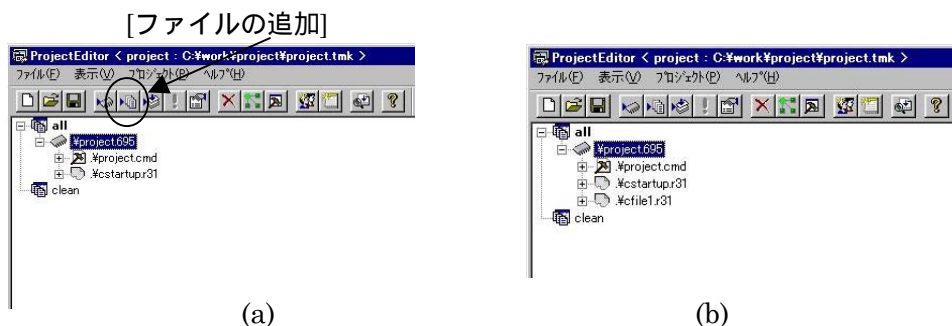 [ファイルの追加]
ProjectEditor < project : C:¥work¥project¥project.tmk >
ファイル(F) 表示(V) プロジェクト(P) ヘルプ(H)
all
.¥project.695
.¥project.cmd
.¥cstartup.r31
clean
(a)
ProjectEditor < project : C:¥work¥project¥project.tmk >
ファイル(F) 表示(V) プロジェクト(P) ヘルプ(H)
all
.¥project.695
.¥project.cmd
.¥cstartup.r31
.¥cfile1.r31
clean
(b)